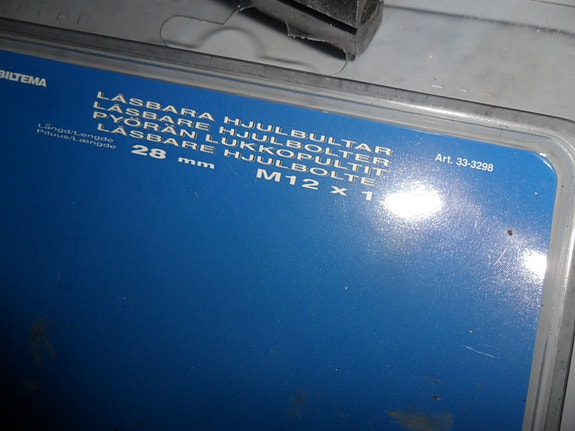 BILTEMA
LÅSBARA HJULBULTAR
LÅSBARE HJULBOLTER
PYÖRÄN LUKKOPULTIT
LÅSBARE HJULBOLTE
Längd/Lengde
Pituus/Længde
28 mm
M12 X
Art. 33-3298